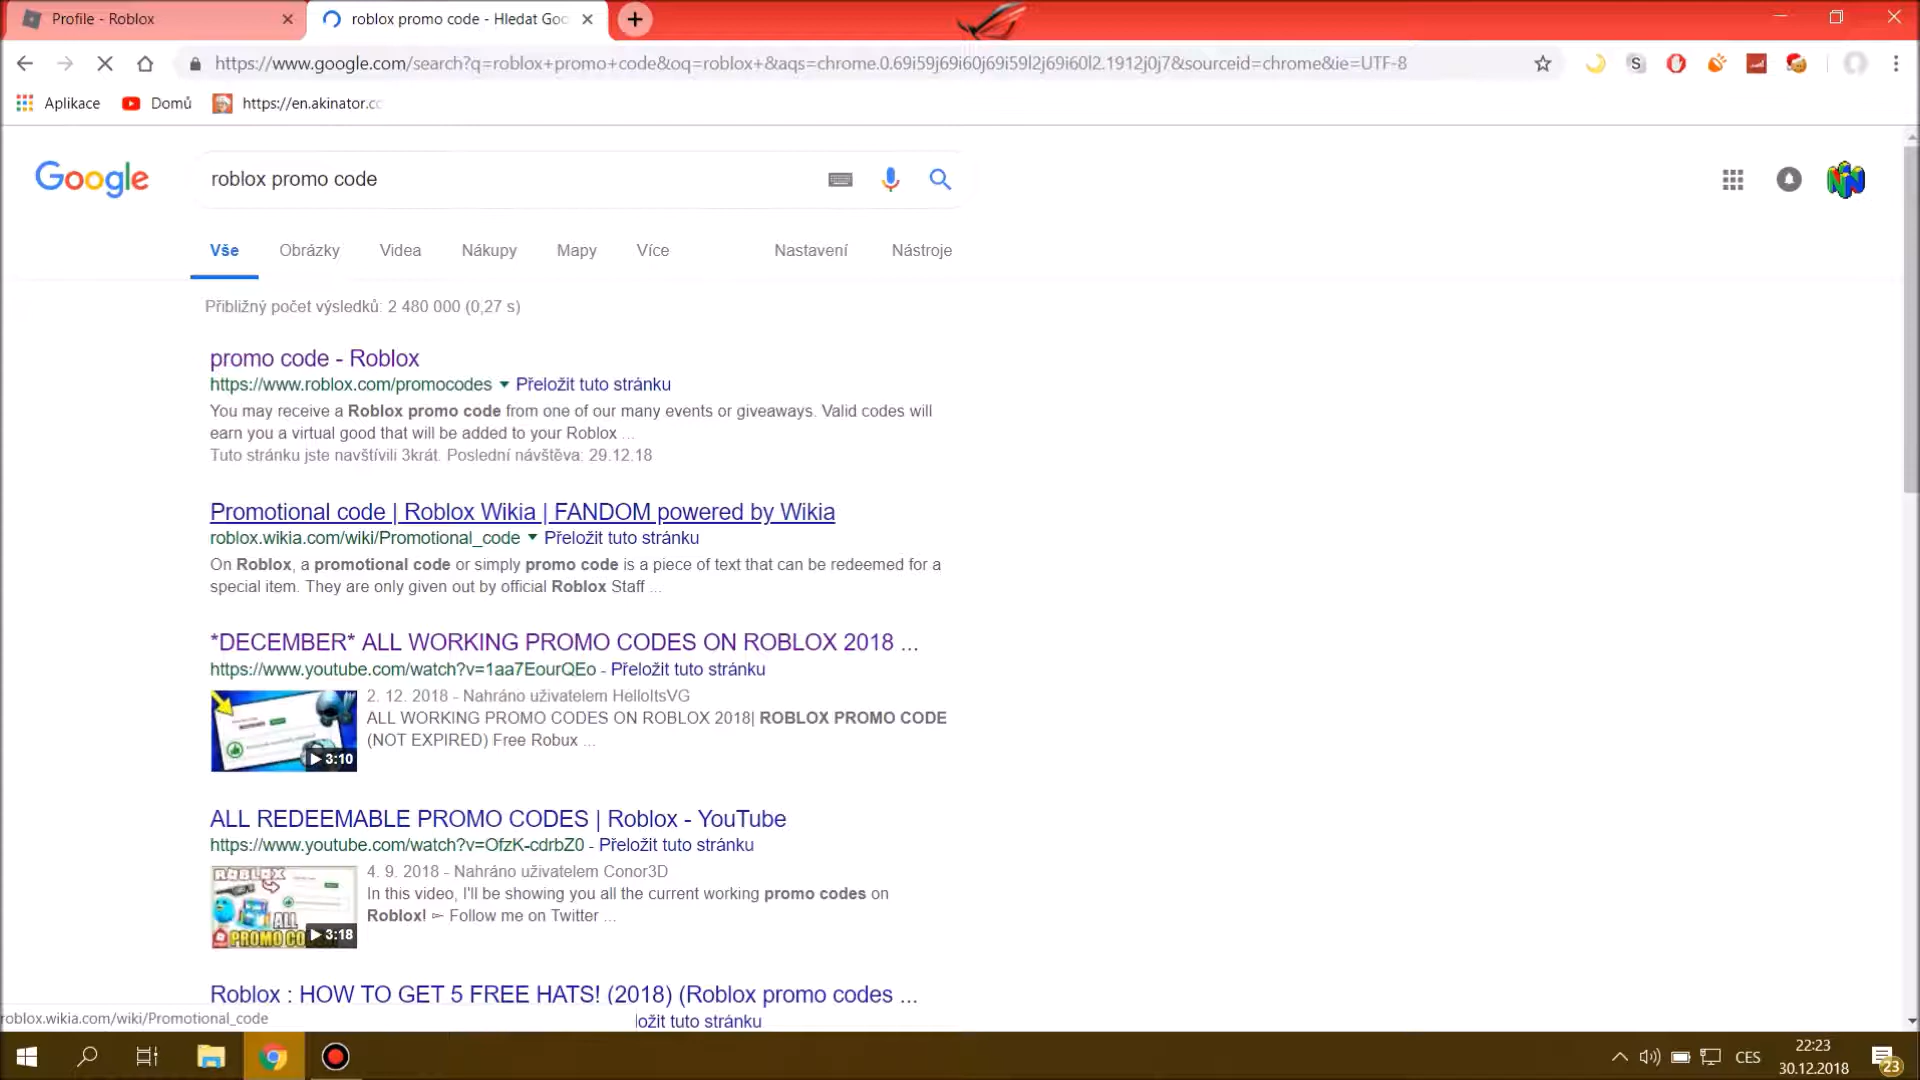 Profile - Roblox
roblox promo code - Hledat Goo
https://www.google.com/search?q=roblox+promo+code&oq=roblox+&aqs=chrome.0.69i59j69i60j69i59l2j69i60l2.1912j0j7&sourceid=chrome&ie=UTF-8
Aplikace
Domů
https://en.akinator.co
Google
roblox promo code
Vše
Obrázky
Videa
Nákupy
Mapy
Více
Nastavení
Nástroje
Přibližný počet výsledků: 2 480 000 (0,27 s)
promo code - Roblox
https://www.roblox.com/promocodes Přeložit tuto stránku
You may receive a Roblox promo code from one of our many events or giveaways. Valid codes will
earn you a virtual good that will be added to your Roblox ...
Tuto stránku jste navštívili 3krát. Poslední návštěva: 29.12.18
Promotional code | Roblox Wikia | FANDOM powered by Wikia
roblox.wikia.com/wiki/Promotional_code Přeložit tuto stránku
On Roblox, a promotional code or simply promo code is a piece of text that can be redeemed for a
special item. They are only given out by official Roblox Staff ...
*DECEMBER* ALL WORKING PROMO CODES ON ROBLOX 2018 ...
https://www.youtube.com/watch?v=1aa7EourQEo - Přeložit tuto stránku
3:10
2. 12. 2018 - Nahráno uživatelem HelloItsVG
ALL WORKING PROMO CODES ON ROBLOX 2018| ROBLOX PROMO CODE
(NOT EXPIRED) Free Robux ...
ALL REDEEMABLE PROMO CODES | Roblox - YouTube
https://www.youtube.com/watch?v=OfzK-cdrbZ0 - Přeložit tuto stránku
ROBLOX
ALL
PROMO CO
3:18
4. 9. 2018 - Nahráno uživatelem Conor3D
In this video, I'll be showing you all the current working promo codes on
Roblox! ➳ Follow me on Twitter ...
Roblox : HOW TO GET 5 FREE HATS! (2018) (Roblox promo codes ...
ložit tuto stránku
roblox.wikia.com/wiki/Promotional_code
CES
22:23
30.12.2018
23